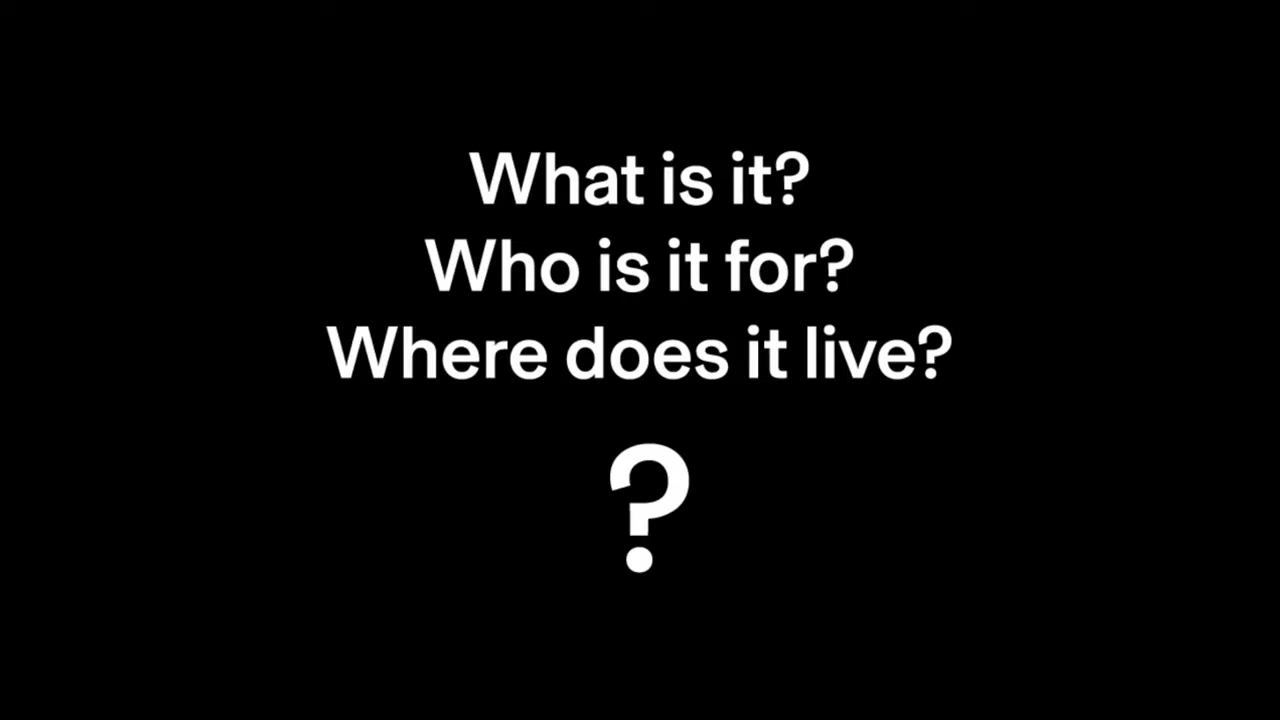 What is it?
Who is it for?
Where does it live?
?